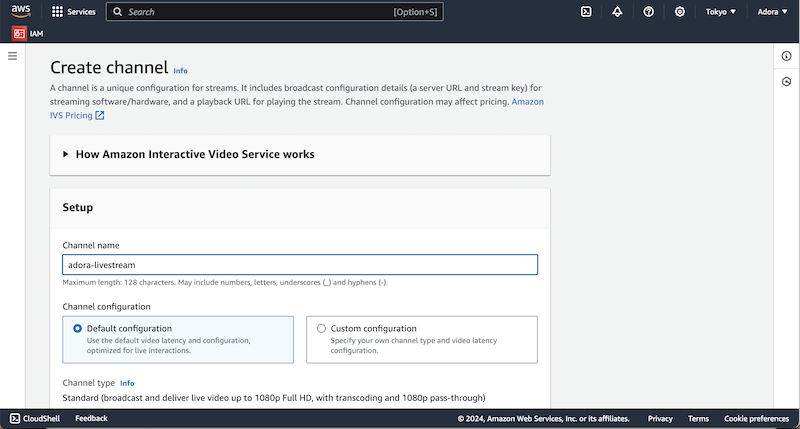 aws
Services
Search
[Option+S]
Tokyo
Adora
IAM
Create channel Info
A channel is a unique configuration for streams. It includes broadcast configuration details (a server URL and stream key) for
streaming software/hardware, and a playback URL for playing the stream. Channel configuration may affect pricing. Amazon
IVS Pricing
How Amazon Interactive Video Service works
Setup
Channel name
adora-livestream
Maximum length: 128 characters. May include numbers, letters, underscores (_) and hyphens (-).
Channel configuration
Default configuration
Use the default video latency and configuration,
optimized for live interactions.
Custom configuration
Specify your own channel type and video latency
configuration.
Channel type Info
Standard (broadcast and deliver live video up to 1080p Full HD, with transcoding and 1080p pass-through)
CloudShell
Feedback
© 2024, Amazon Web Services, Inc. or its affiliates.
Privacy
Terms
Cookie preferences